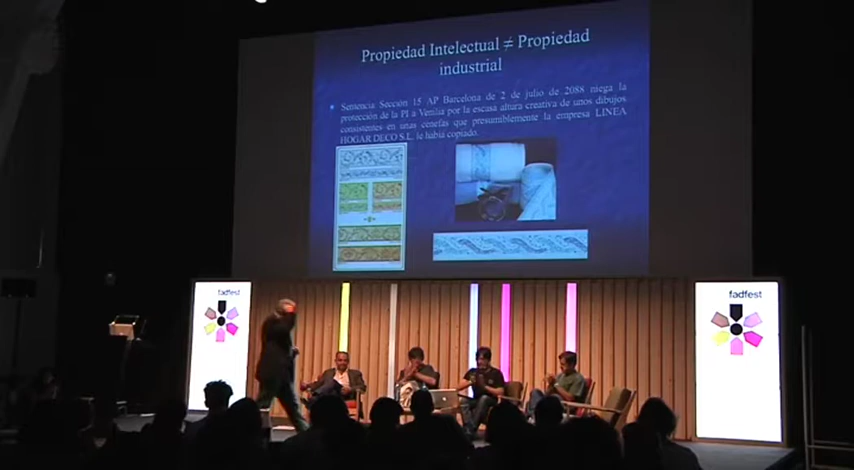 Propiedad Intelectual ≠ Propiedad
industrial
Sentencia: Sección 15 AP Barcelona de 2 de julio de 2088 niega la
protección de la PI a Venilia por la escasa altura creativa de unos dibujos
consistentes en unas cenefas que presumiblemente la empresa LINEA
HOGAR DECO S.L. le había copiado.
fadfest
fadfest